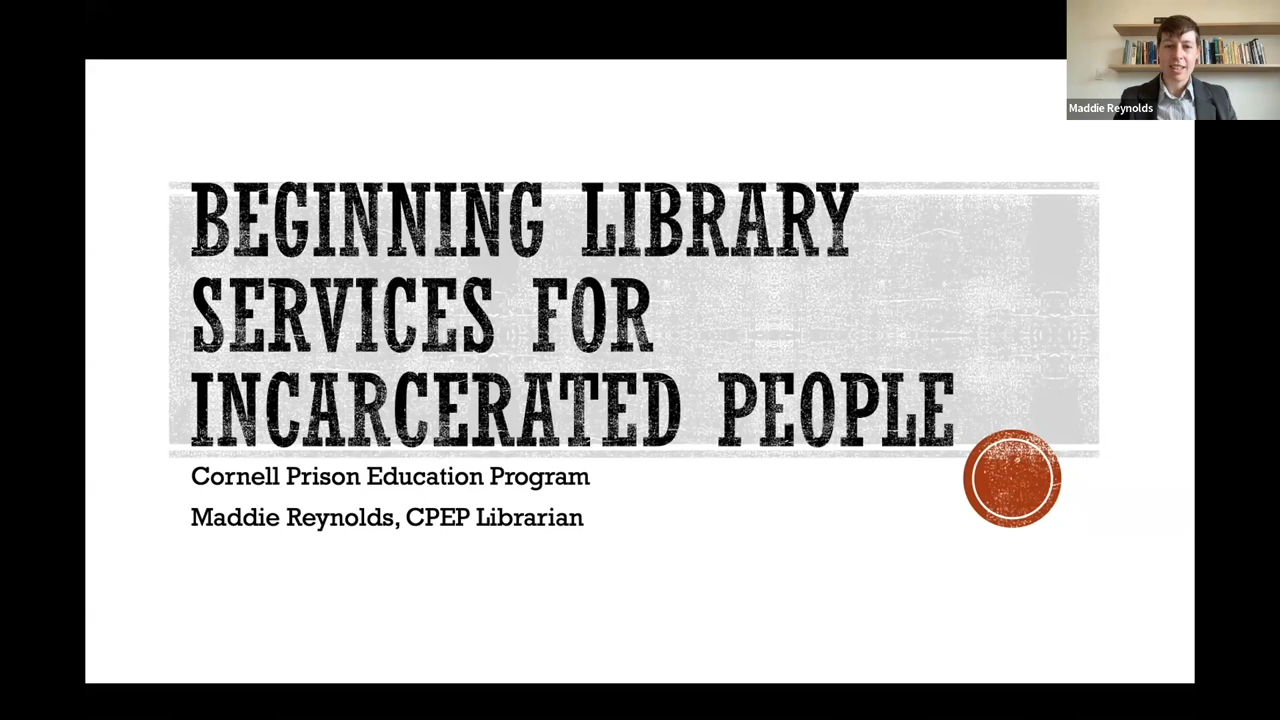 Maddie Reynolds
BEGINNING LIBRARY
SERVICES FOR
INCARCERATED PEOPLE
Cornell Prison Education Program
Maddie Reynolds, CPEP Librarian